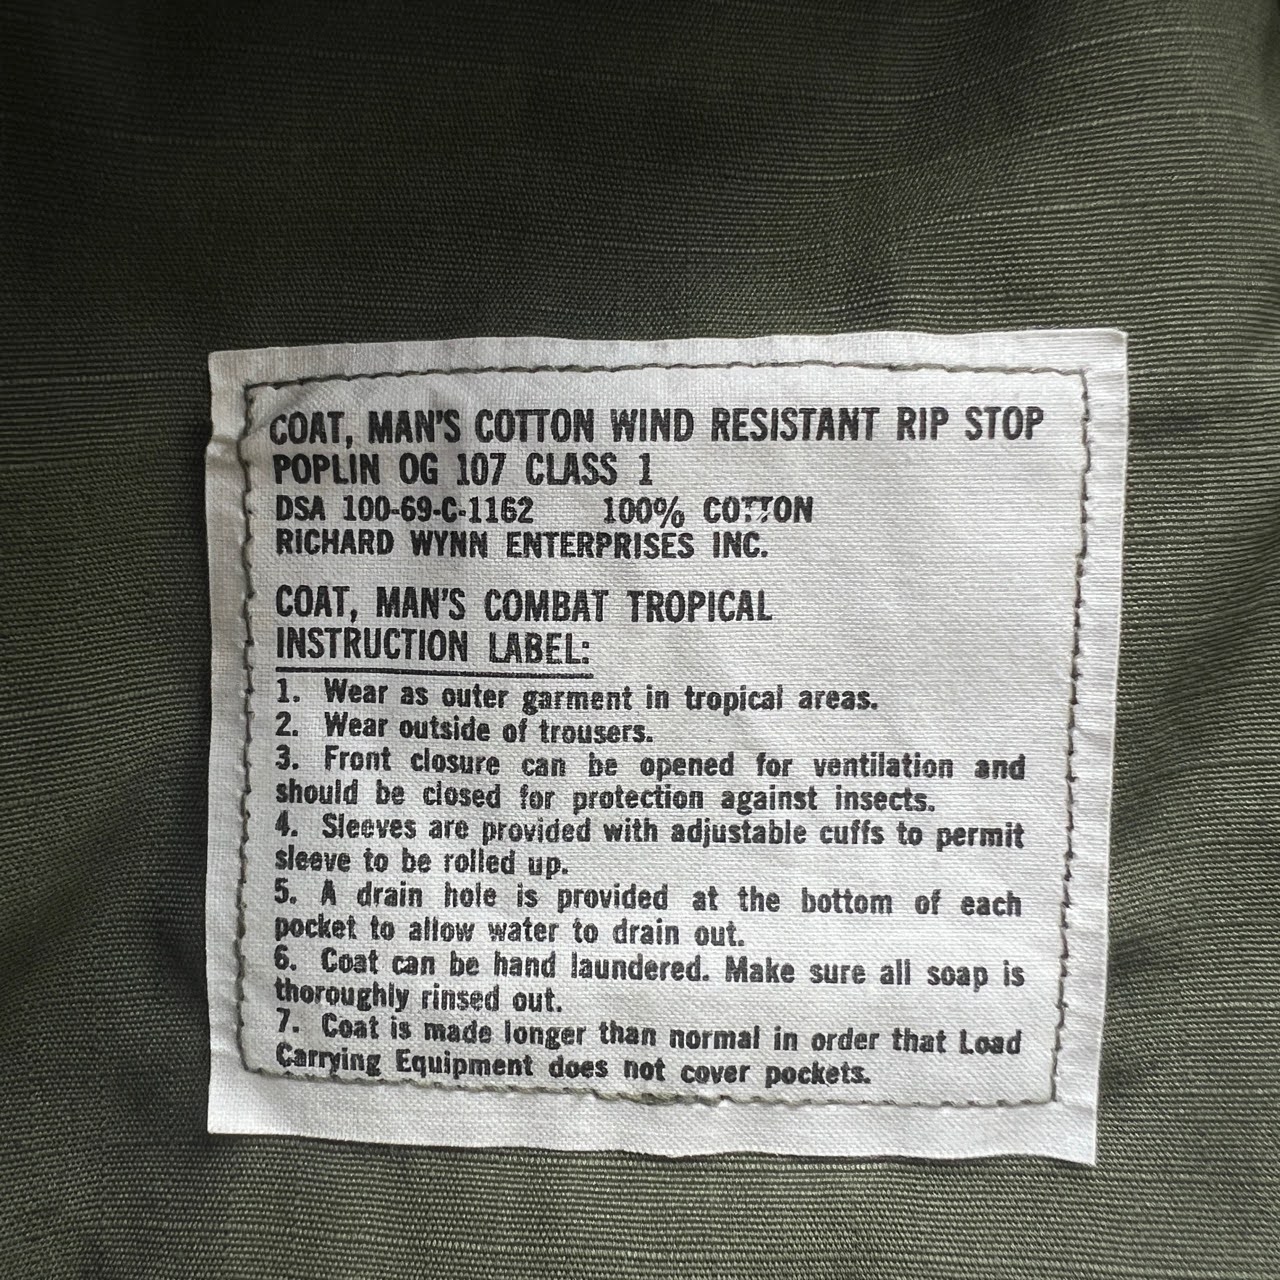 COAT, MAN'S COTTON WIND RESISTANT RIP STOP
POPLIN OG 107 CLASS 1
DSA 100-69-C-1162 100% COTTON
RICHARD WYNN ENTERPRISES INC.
COAT, MAN'S COMBAT TROPICAL
INSTRUCTION LABEL:
1. Wear as outer garment in tropical areas.
2. Wear outside of trousers.
3. Front closure can be opened for ventilation and
should be closed for protection against insects.
4. Sleeves are provided with adjustable cuffs to permit
sleeve to be rolled up.
5. A drain hole is provided at the bottom of each
pocket to allow water to drain out.
6. Coat can be hand laundered. Make sure all soap is
thoroughly rinsed out.
7. Coat is made longer than normal in order that Load
Carrying Equipment does not cover pockets.